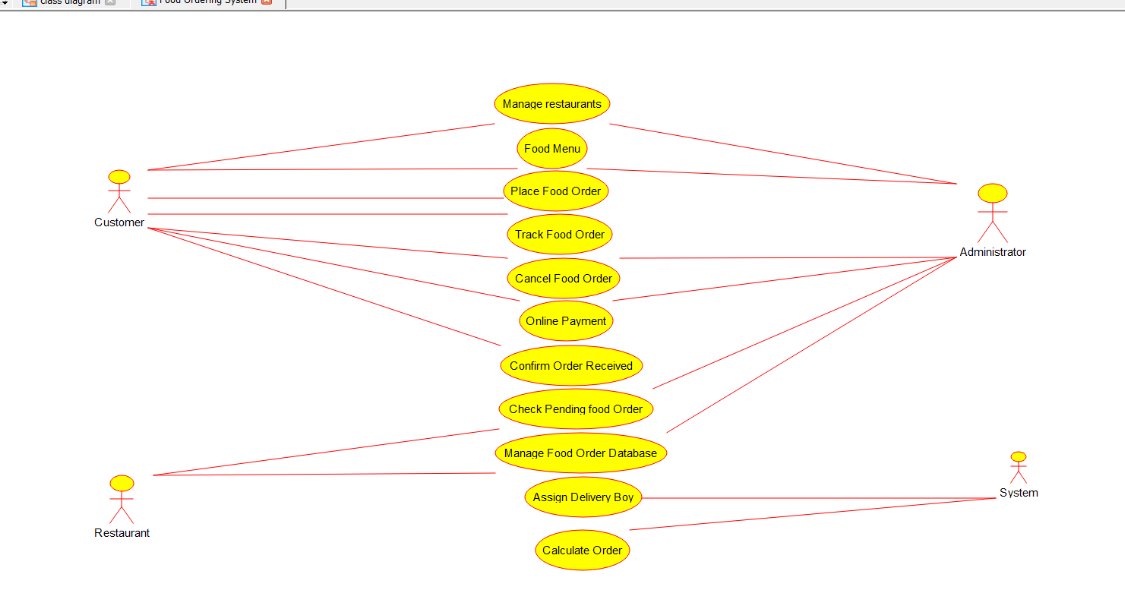 class diagram
Food Ordering System
Manage restaurants
Food Menu
Place Food Order
Customer
Track Food Order
Administrator
Cancel Food Order
Online Payment
Confirm Order Received
Check Pending food Order
Manage Food Order Database
System
Assign Delivery Boy
Restaurant
Calculate Order